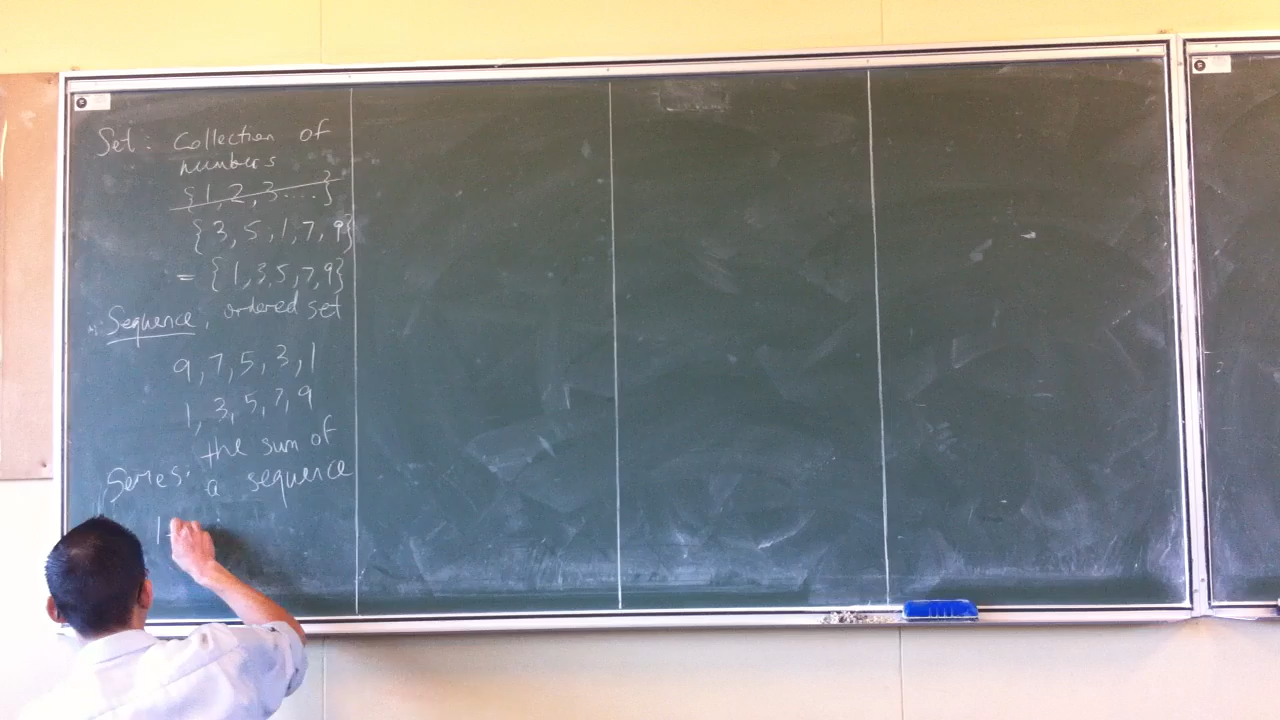 Set: Collection of
numbers
{1, 2, 3....}
{3, 5, 1, 7, 9}
= {1, 3, 5, 7, 9}
Sequence, ordered set
9, 7, 5, 3, 1
1, 3, 5, 7, 9
Series: the sum of
a sequence
1